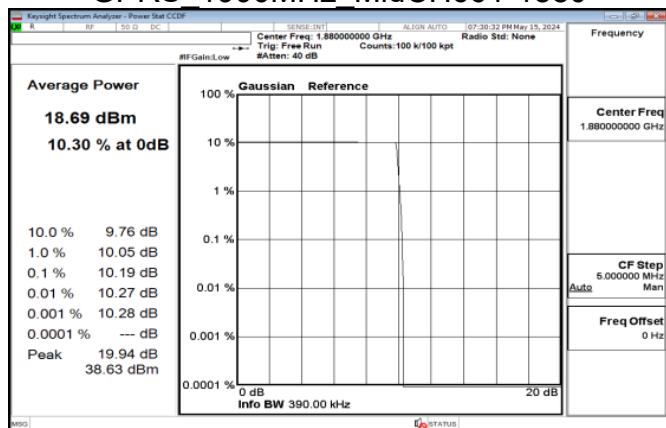 Keysight Spectrum Analyzer - Power Stat CCDF
R RF 50 Ω DC SENSE:INT ALIGN AUTO 07:30:32 PM May 15, 2024
Center Freq: 1.880000000 GHz Radio Std: None
Trig: Free Run Counts:100 k/100 kpt
#IFGain:Low #Atten: 40 dB
Frequency
Average Power
18.69 dBm
10.30 % at 0dB
10.0 % 9.76 dB
1.0 % 10.05 dB
0.1 % 10.19 dB
0.01 % 10.27 dB
0.001 % 10.28 dB
0.0001 % --- dB
Peak 19.94 dB
38.63 dBm
Gaussian Reference
100 %
10 %
1 %
0.1 %
0.01 %
0.001 %
0.0001 %
0 dB 20 dB
Info BW 390.00 kHz
Center Freq
1.880000000 GHz
CF Step
5.000000 MHz
Auto Man
Freq Offset
0 Hz
MSG STATUS